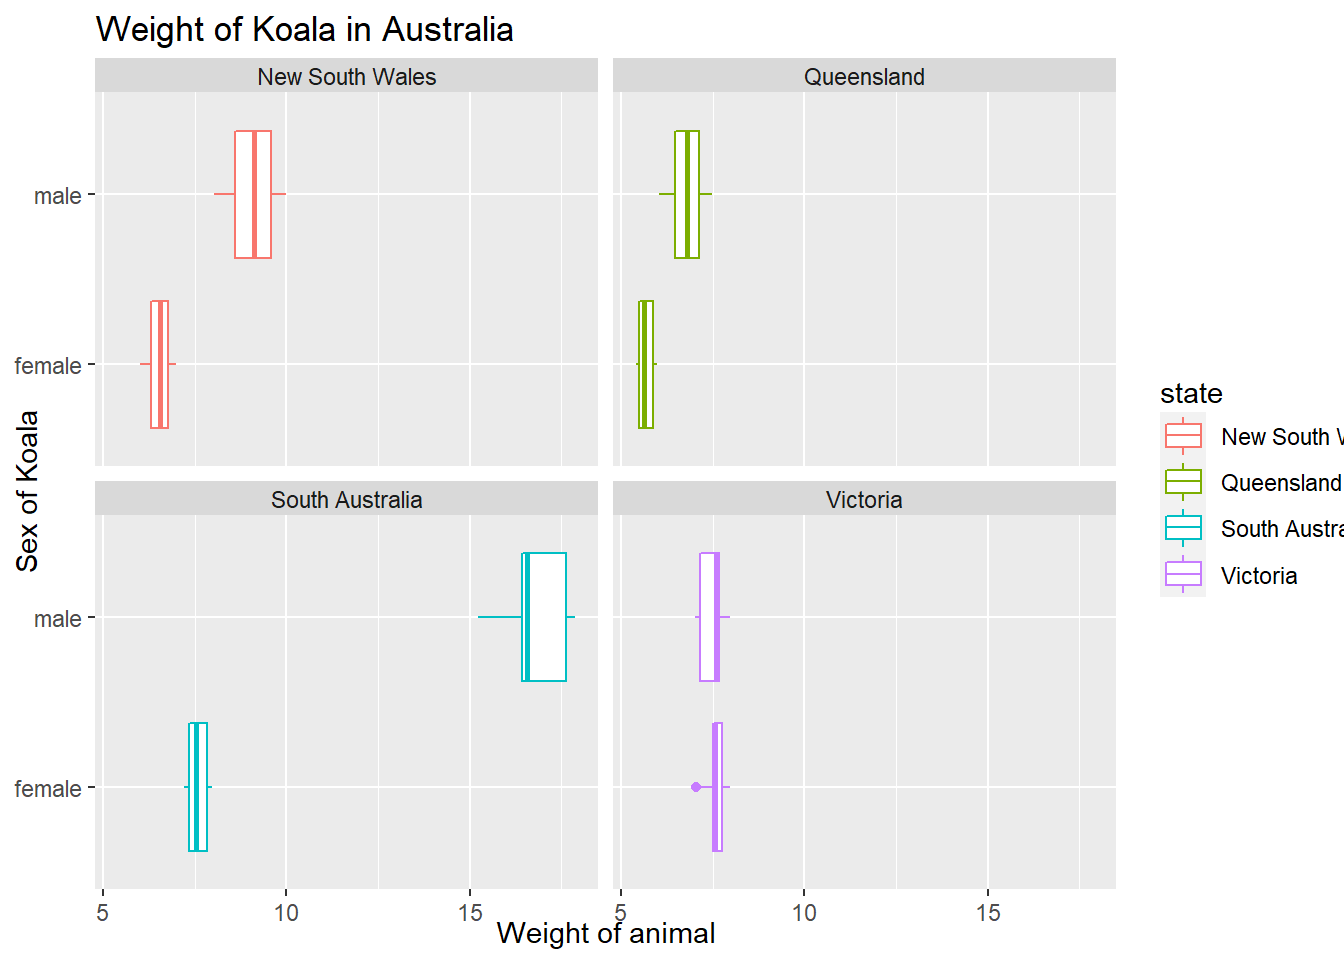 Weight of Koala in Australia
New South Wales
Queensland
male
female
South Australia
Victoria
male
female
5
10
15
5
10
15
Weight of animal
Sex of Koala
state
New South
Queensland
South
Victoria